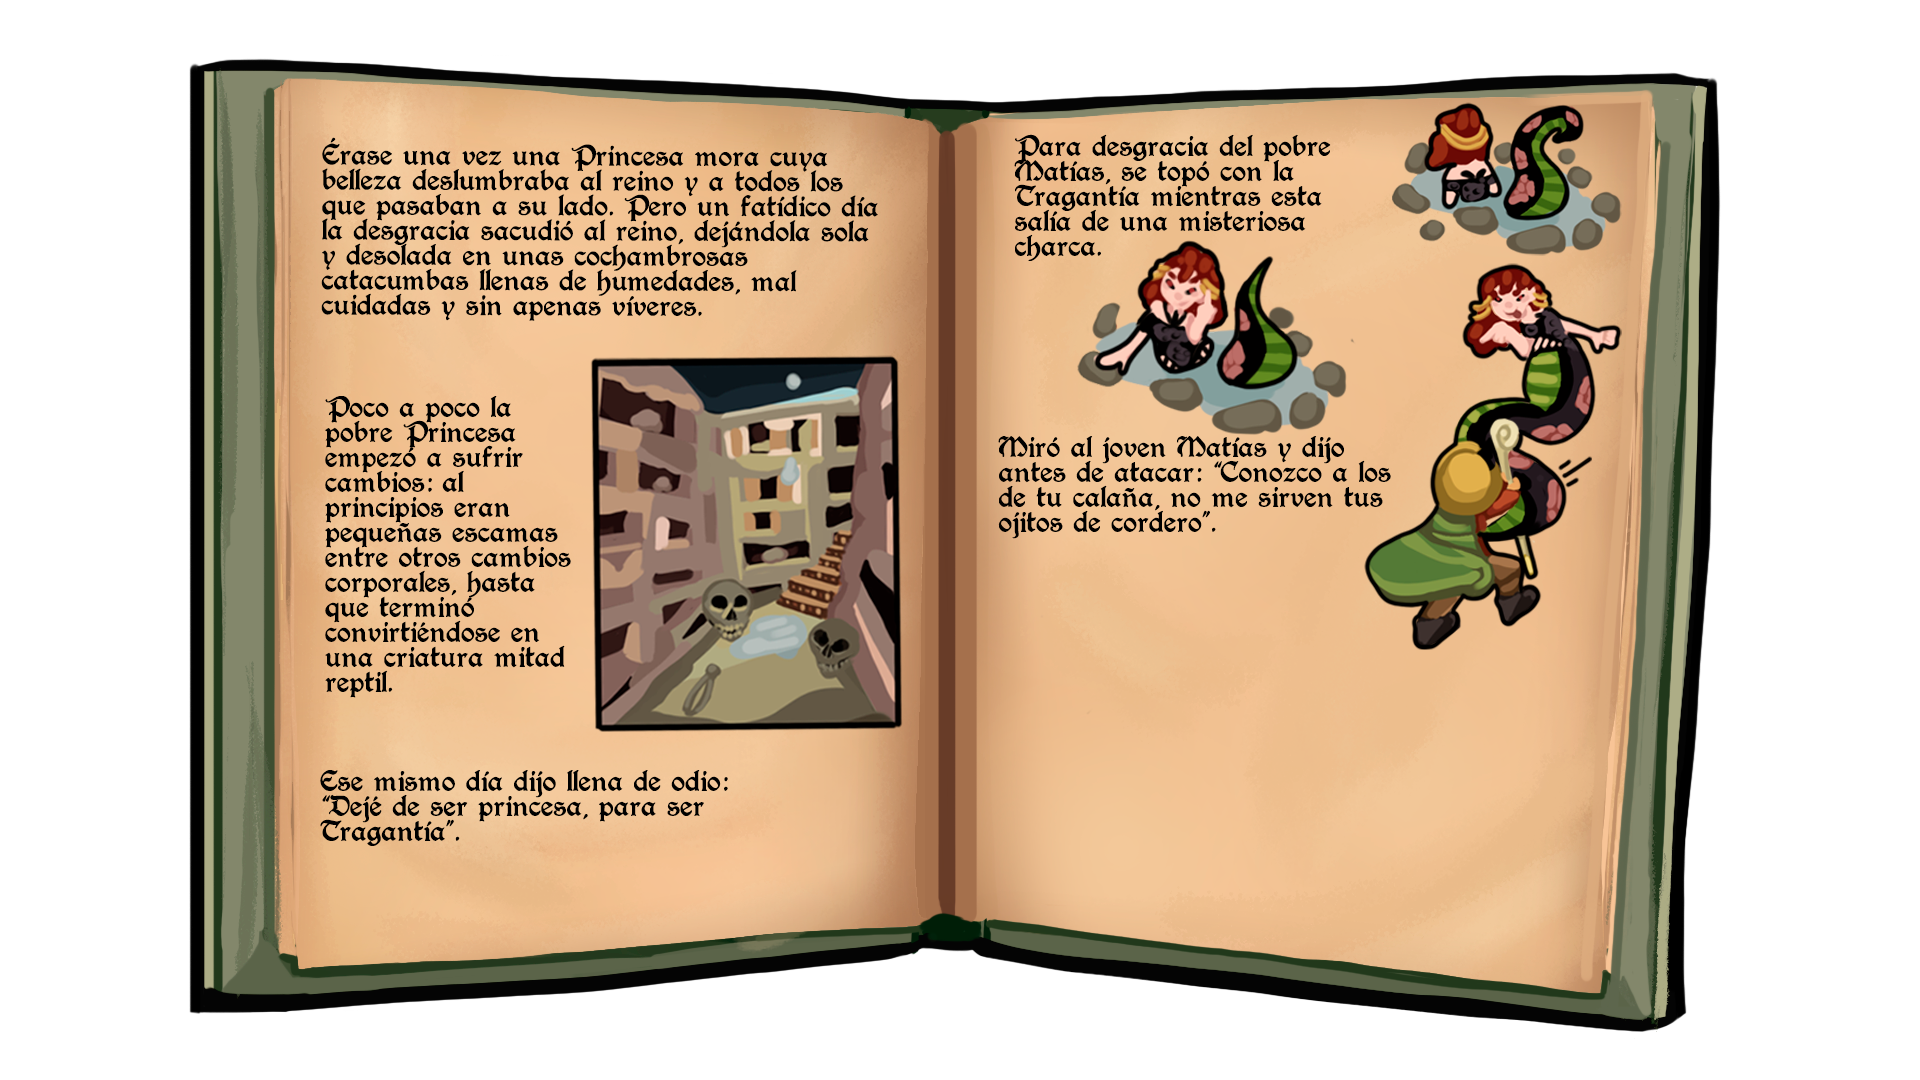 Érase una vez una Princesa mora cuya
belleza deslumbraba al reino y a todos los
que pasaban a su lado. Pero un fatídico día
la desgracia sacudió al reino, dejándola sola
y desolada en unas cochambrosas
catacumbas llenas de humedades, mal
cuidadas y sin apenas víveres.
Poco a poco la
pobre Princesa
empezó a sufrir
cambios: al
principios eran
pequeñas escamas
entre otros cambios
corporales, hasta
que terminó
convirtiéndose en
una criatura mitad
reptil.
Ese mismo día dijo llena de odio:
“Dejé de ser princesa, para ser
Tragantía”.
Para desgracia del pobre
Matías, se topó con la
Tragantía mientras esta
salía de una misteriosa
charca.
Miró al joven Matías y dijo
antes de atacar: “Conozco a los
de tu calaña, no me sirven tus
ojitos de cordero”.